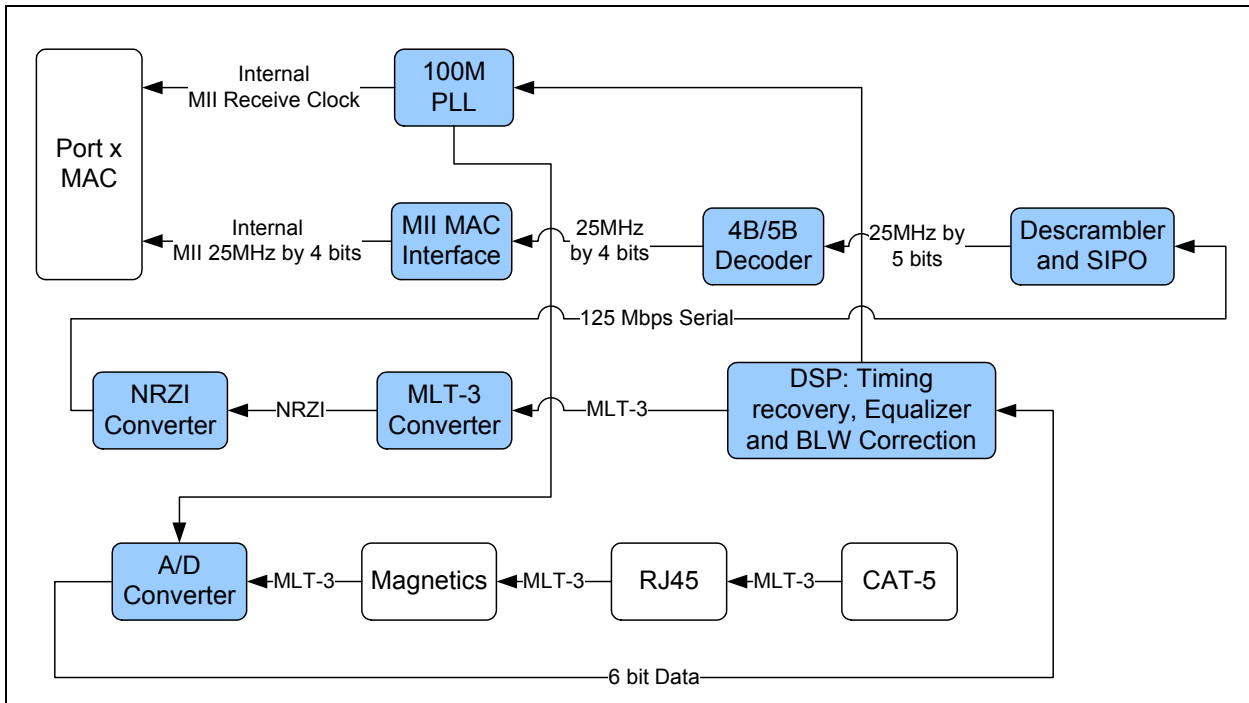 Internal
MII Receive Clock
100M
PLL
Port x
MAC
Internal
MII 25MHz by 4 bits
MII MAC
Interface
25MHz
by 4 bits
4B/5B
Decoder
25MHz by
5 bits
Descrambler
and SIPO
125 Mbps Serial
NRZI
Converter
NRZI
MLT-3
Converter
MLT-3
DSP: Timing
recovery, Equalizer
and BLW Correction
A/D
Converter
MLT-3
Magnetics
MLT-3
RJ45
MLT-3
CAT-5
6 bit Data